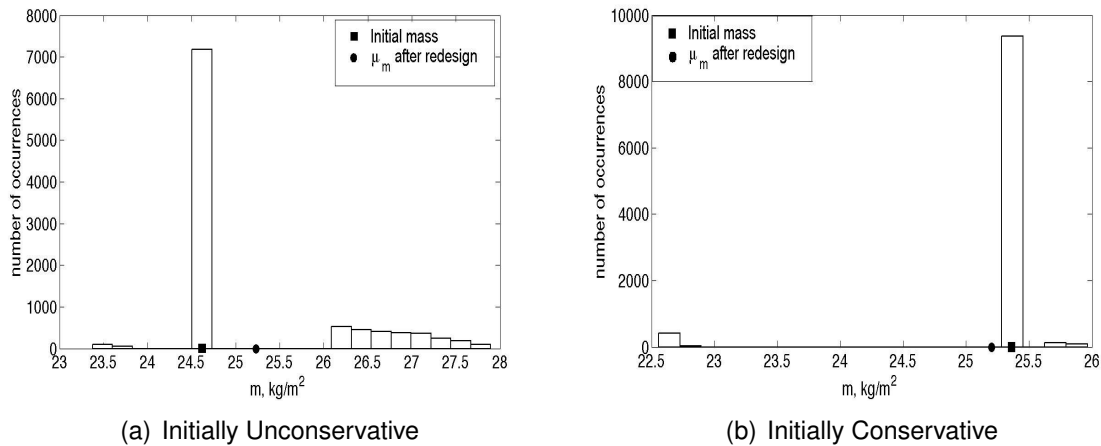 8000
7000
6000
5000
4000
3000
2000
1000
0
number of occurrences
Initial mass
μm after redesign
23 23.5 24 24.5 25 25.5 26 26.5 27 27.5 28
m, kg/m²
(a) Initially Unconservative
10000
8000
6000
4000
2000
0
number of occurrences
Initial mass
μm after redesign
22.5 23 23.5 24 24.5 25 25.5 26
m, kg/m²
(b) Initially Conservative